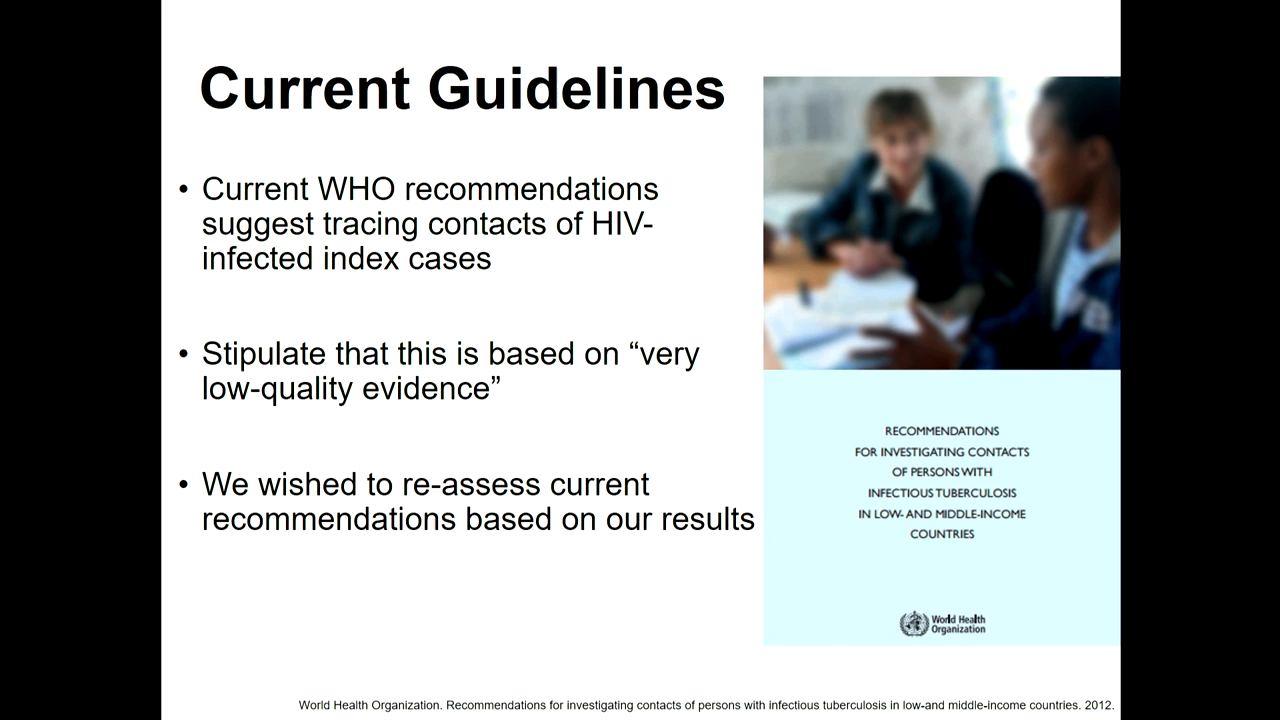 Current Guidelines
• Current WHO recommendations
suggest tracing contacts of HIV-
infected index cases
• Stipulate that this is based on “very
low-quality evidence”
• We wished to re-assess current
recommendations based on our results
RECOMMENDATIONS
FOR INVESTIGATING CONTACTS
OF PERSONS WITH
INFECTIOUS TUBERCULOSIS
IN LOW- AND MIDDLE-INCOME
COUNTRIES
World Health
Organization
World Health Organization. Recommendations for investigating contacts of persons with infectious tuberculosis in low-and middle-income countries. 2012.